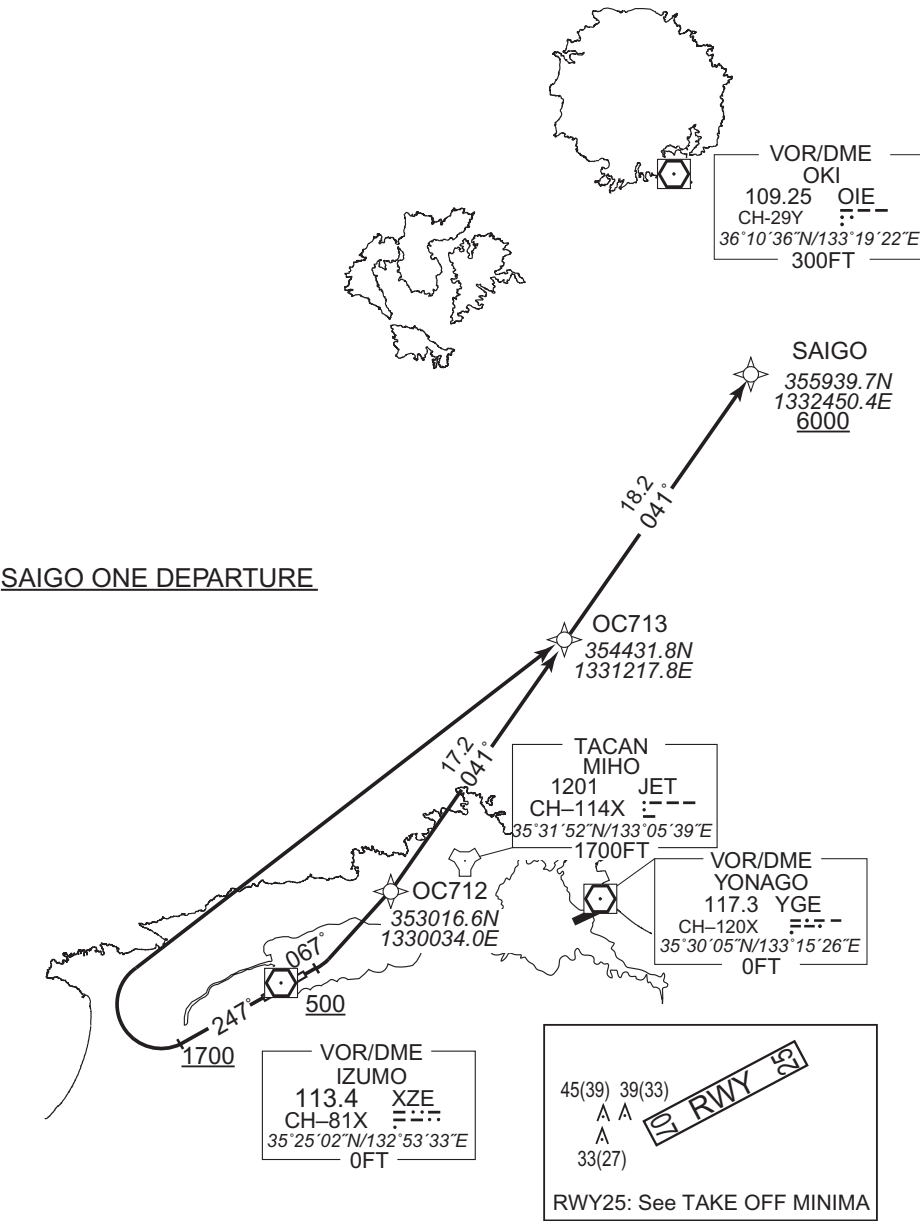 VOR/DME
OKI
109.25 OIE
CH-29Y
36°10´36˝N/133°19´22˝E
300FT
SAIGO
355939.7N
1332450.4E
6000
18.2
041°
SAIGO ONE DEPARTURE
OC713
354431.8N
1331217.8E
17.2
041°
TACAN
MIHO
1201 JET
CH–114X
35°31´52˝N/133°05´39˝E
1700FT
VOR/DME
YONAGO
117.3 YGE
CH–120X
35°30´05˝N/133°15´26˝E
0FT
OC712
353016.6N
1330034.0E
067°
500
247°
1700
VOR/DME
IZUMO
113.4 XZE
CH–81X
35°25´02˝N/132°53´33˝E
0FT
45(39) 39(33)
33(27)
07 RWY 25
RWY25: See TAKE OFF MINIMA